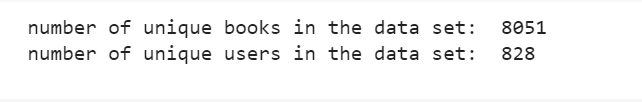 number of unique books in the data set:  8051
number of unique users in the data set:  828